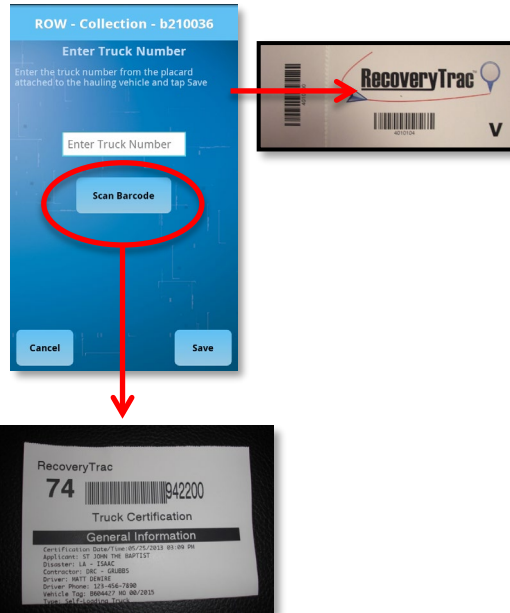 ROW - Collection - b210036
Enter Truck Number
Enter the truck number from the placard
attached to the hauling vehicle and tap Save
Enter Truck Number
Scan Barcode
Cancel
Save
RecoveryTrac
4010104
V
RecoveryTrac
74
942200
Truck Certification
General Information
Certification Date/Time:05/25/2013 03:09 PM
Applicant: ST JOHN THE BAPTIST
Disaster: LA - ISAAC
Contractor: DRC - GRUBBS
Driver: MATT DENIRE
Driver Phone: 123-456-7890
Vehicle Tag: B604427 MO 00/2015
Type: Self-Loading Truck